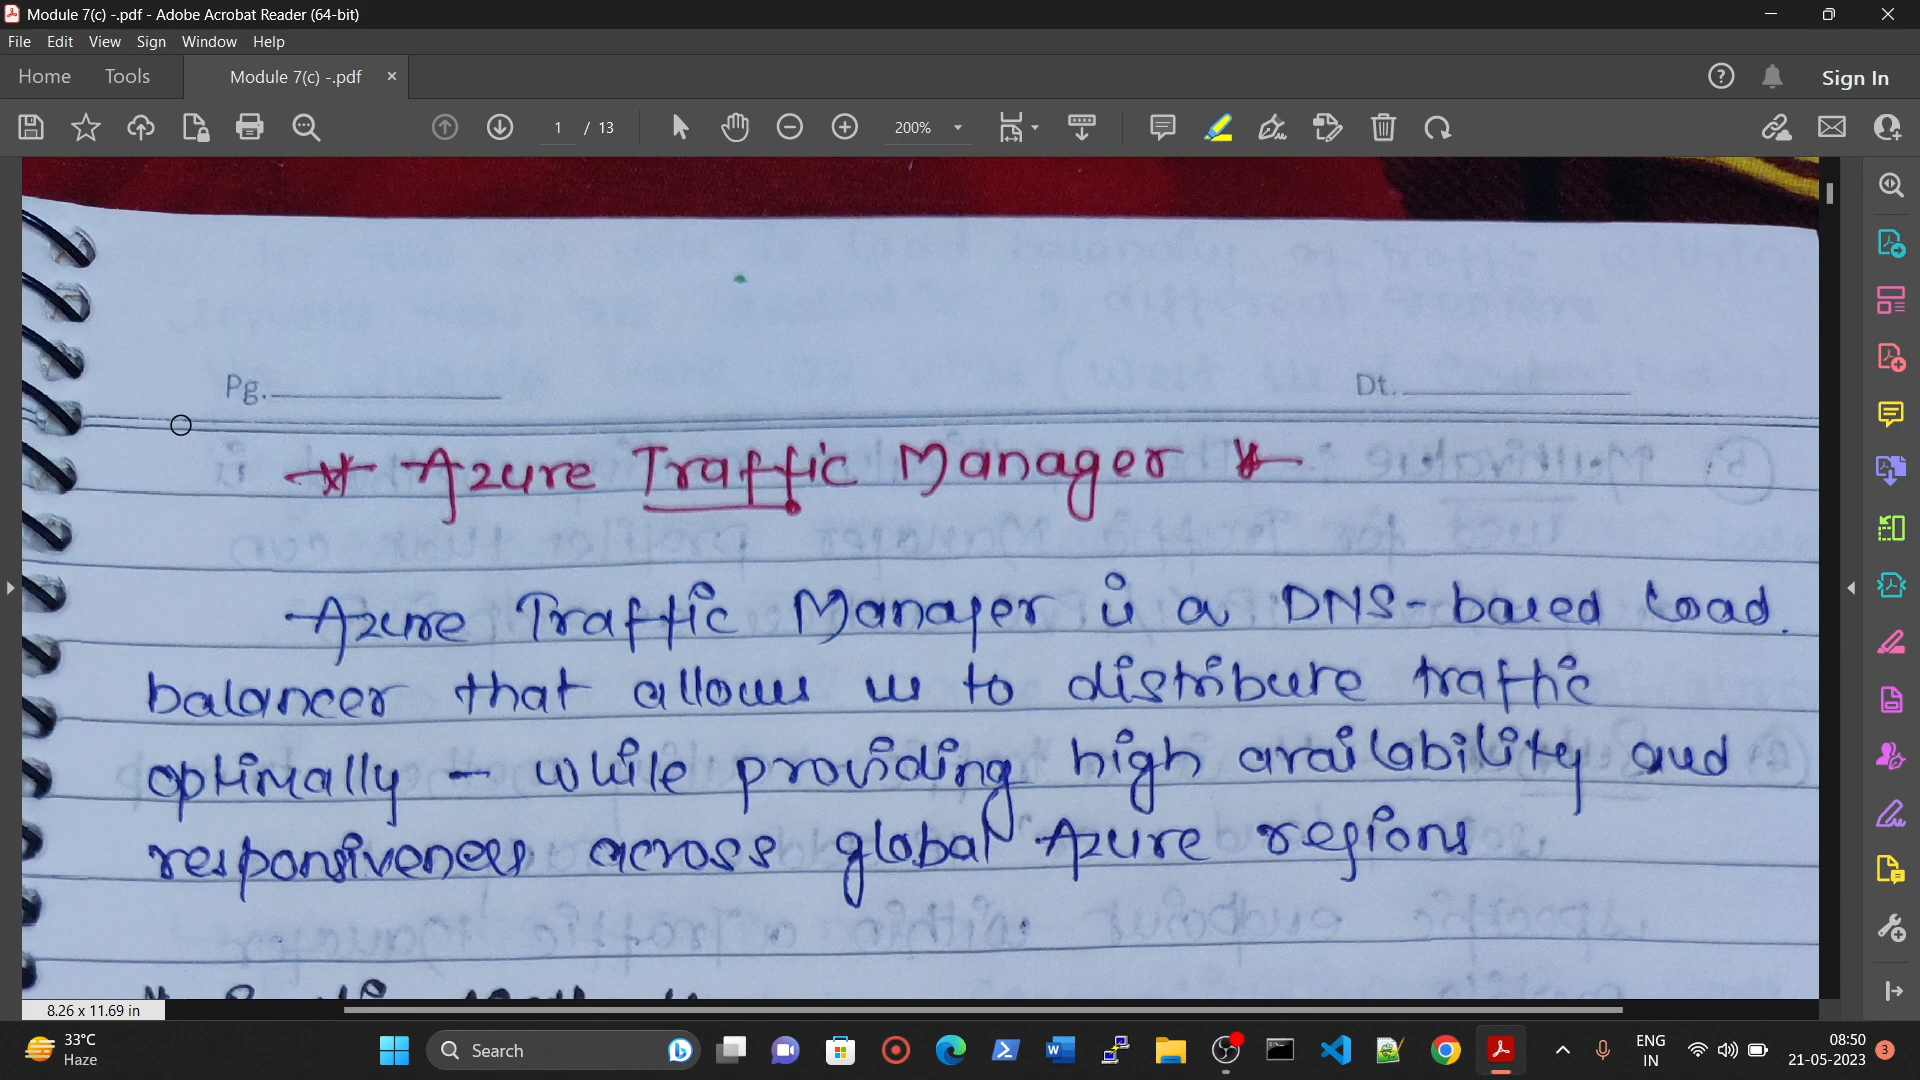 Module 7(c) -.pdf - Adobe Acrobat Reader (64-bit)
File Edit View Sign Window Help
Home Tools Module 7(c) -.pdf × Sign In
1 / 13 200%
Pg. Dt.
Azure Traffic Manager
Azure Traffic Manager is a DNS-based load
balancer that allows us to distribute traffic
optimally - while providing high availability and
responsiveness across global Azure regions
8.26 x 11.69 in
33°C
Haze
Search
ENG
IN
08:50
21-05-2023
3